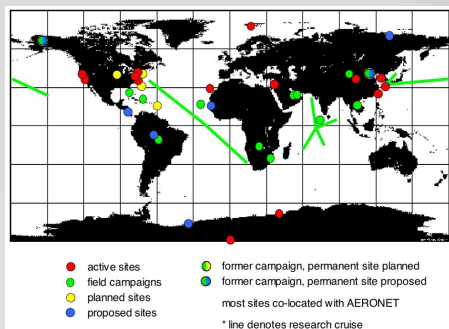 active sites
field campaigns
planned sites
proposed sites
former campaign, permanent site planned
former campaign, permanent site proposed
most sites co-located with AERONET
* line denotes research cruise